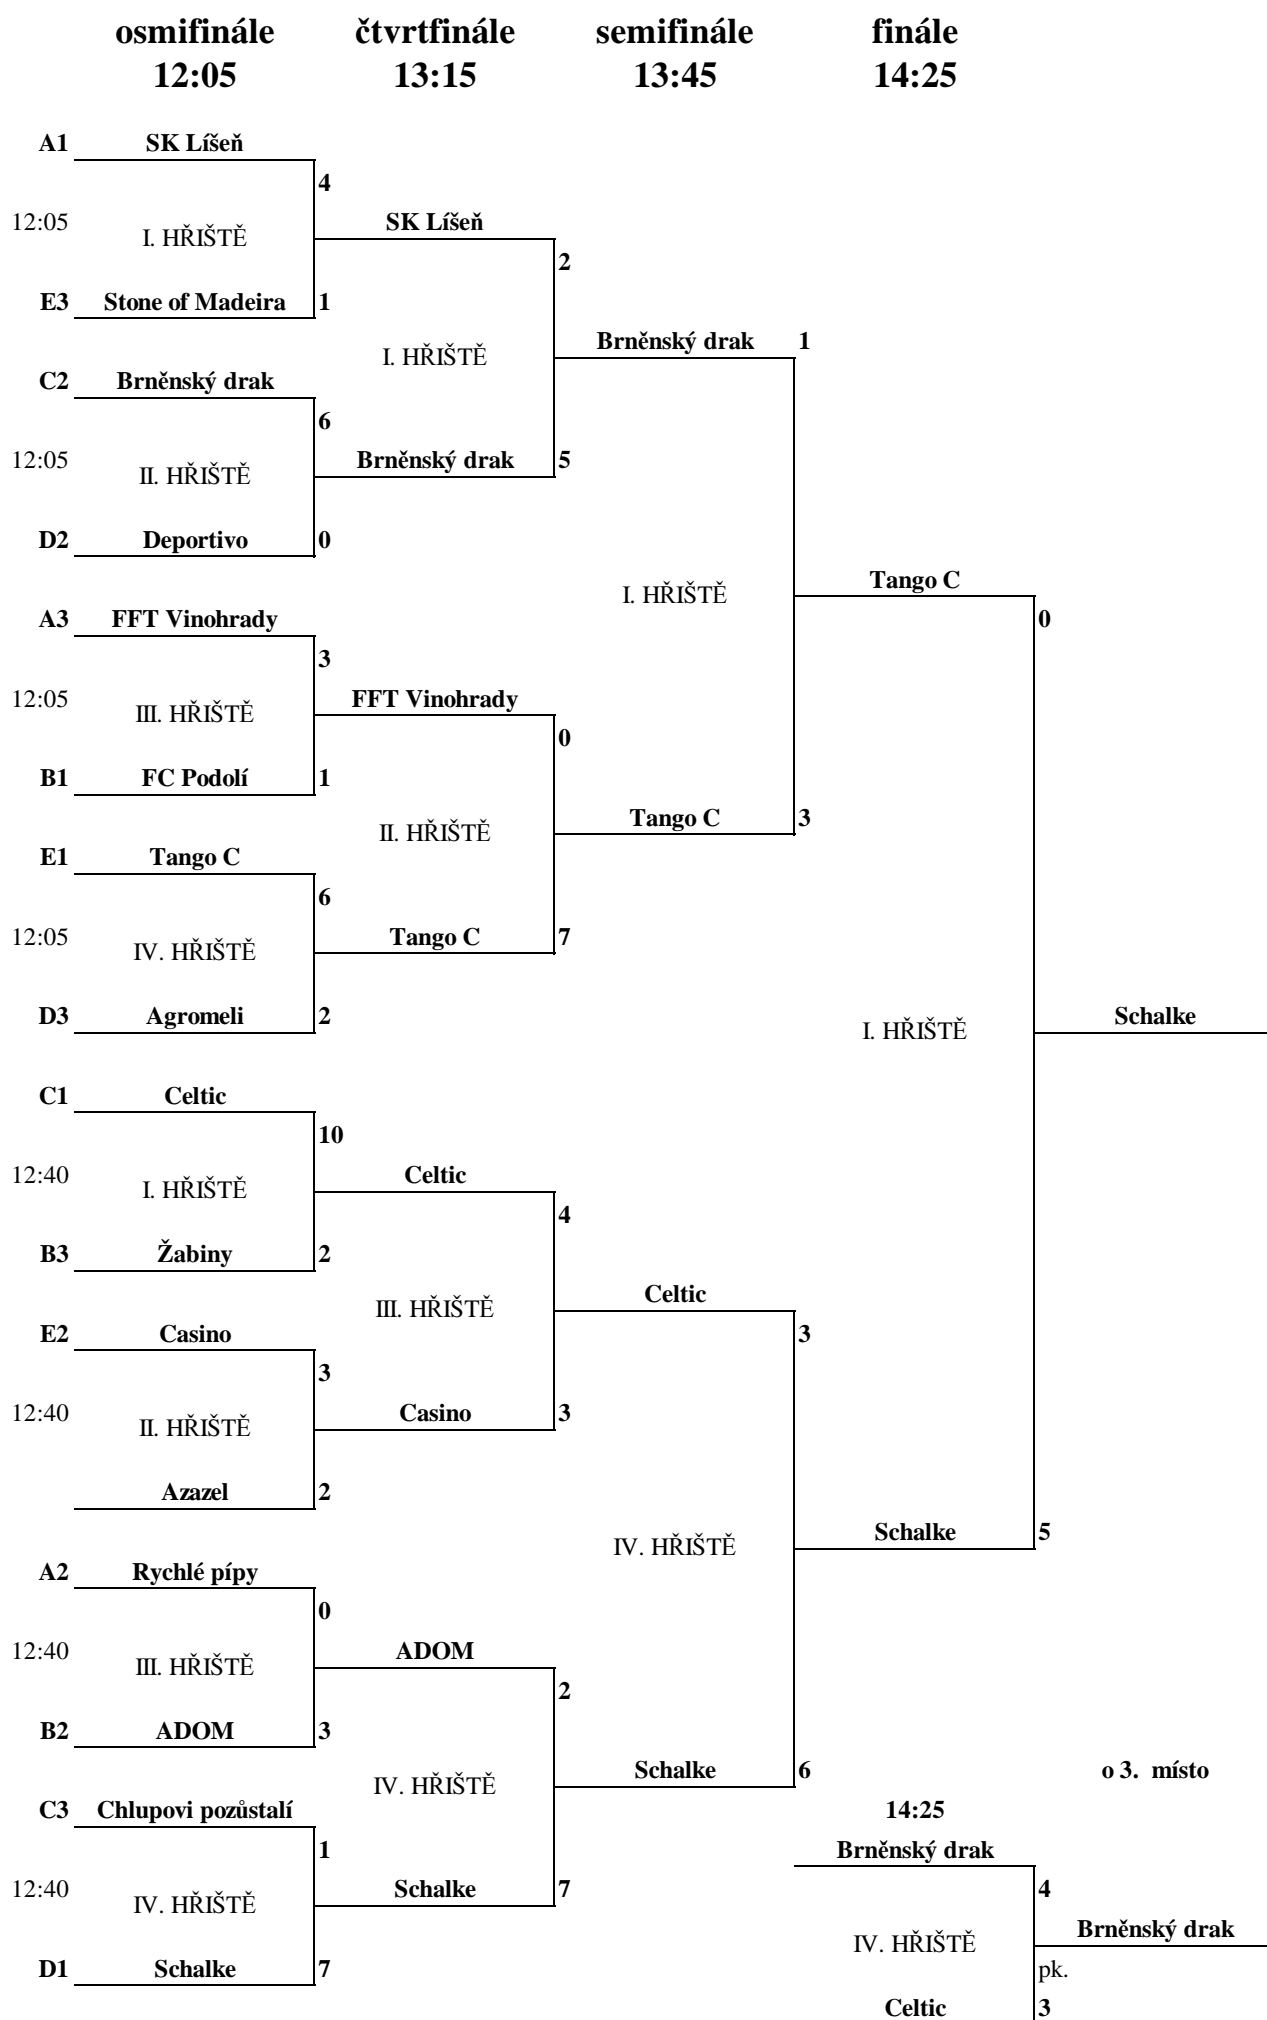 osmifinále čtvrtfinále semifinále finále
12:05 13:15 13:45 14:25
A1 SK Líšeň
4
12:05 I. HŘIŠTĚ SK Líšeň
2
E3 Stone of Madeira 1
I. HŘIŠTĚ Brněnský drak 1
C2 Brněnský drak
6
12:05 II. HŘIŠTĚ Brněnský drak 5
D2 Deportivo 0
I. HŘIŠTĚ Tango C
A3 FFT Vinohrady 0
3
12:05 III. HŘIŠTĚ FFT Vinohrady
0
B1 FC Podolí 1
II. HŘIŠTĚ Tango C 3
E1 Tango C
6
12:05 IV. HŘIŠTĚ Tango C 7
D3 Agromeli 2
I. HŘIŠTĚ Schalke
C1 Celtic
10
12:40 I. HŘIŠTĚ Celtic
4
B3 Žabiny 2
III. HŘIŠTĚ Celtic
E2 Casino 3
3
12:40 II. HŘIŠTĚ Casino 3
Azazel 2
IV. HŘIŠTĚ Schalke 5
A2 Rychlé pípy
0
12:40 III. HŘIŠTĚ ADOM
2
B2 ADOM 3
IV. HŘIŠTĚ Schalke 6 o 3. místo
C3 Chlupovi pozůstalí 14:25
1 Brněnský drak
12:40 IV. HŘIŠTĚ Schalke 7 4
IV. HŘIŠTĚ Brněnský drak
D1 Schalke 7 pk.
Celtic 3